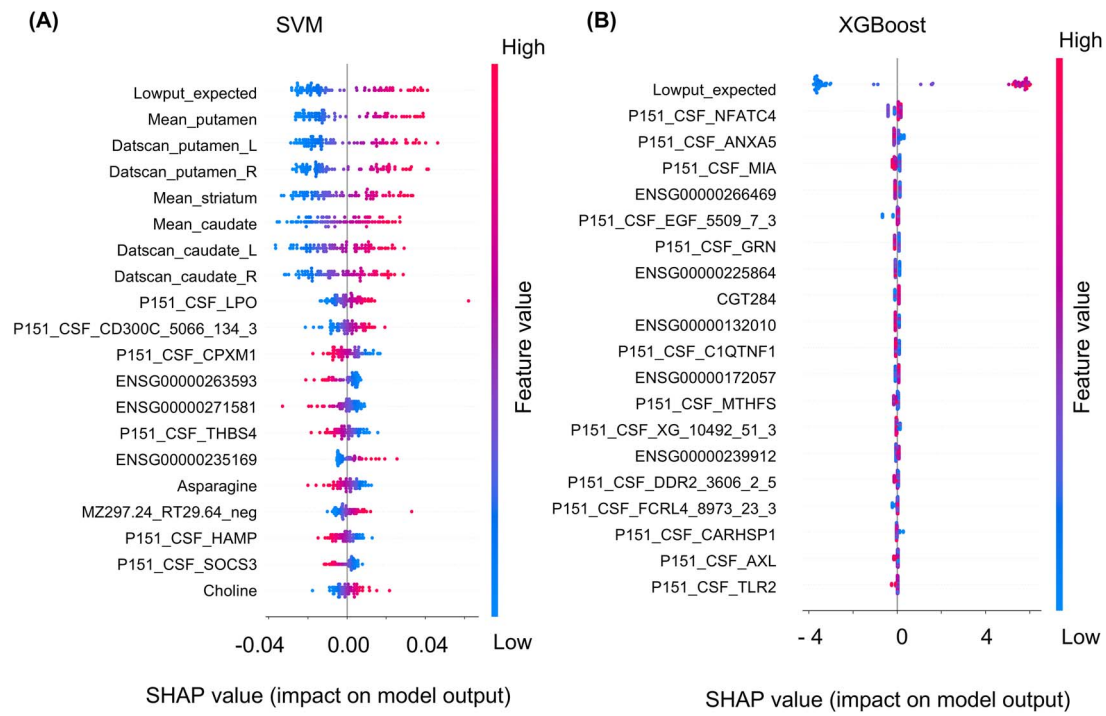 (A)
SVM
High
Lowput_expected
Mean_putamen
Datscan_putamen_L
Datscan_putamen_R
Mean_striatum
Mean_caudate
Datscan_caudate_L
Datscan_caudate_R
P151_CSF_LPO
P151_CSF_CD300C_5066_134_3
P151_CSF_CPXM1
ENSG00000263593
ENSG00000271581
P151_CSF_THBS4
ENSG00000235169
Asparagine
MZ297.24_RT29.64_neg
P151_CSF_HAMP
P151_CSF_SOCS3
Choline
Feature value
Low
-0.04
0.00
0.04
SHAP value (impact on model output)
(B)
XGBoost
High
Lowput_expected
P151_CSF_NFATC4
P151_CSF_ANXA5
P151_CSF_MIA
ENSG00000266469
P151_CSF_EGF_5509_7_3
P151_CSF_GRN
ENSG00000225864
CGT284
ENSG00000132010
P151_CSF_C1QTNF1
ENSG00000172057
P151_CSF_MTHFS
P151_CSF_XG_10492_51_3
ENSG00000239912
P151_CSF_DDR2_3606_2_5
P151_CSF_FCRL4_8973_23_3
P151_CSF_CARHSP1
P151_CSF_AXL
P151_CSF_TLR2
Feature value
Low
- 4
0
4
SHAP value (impact on model output)